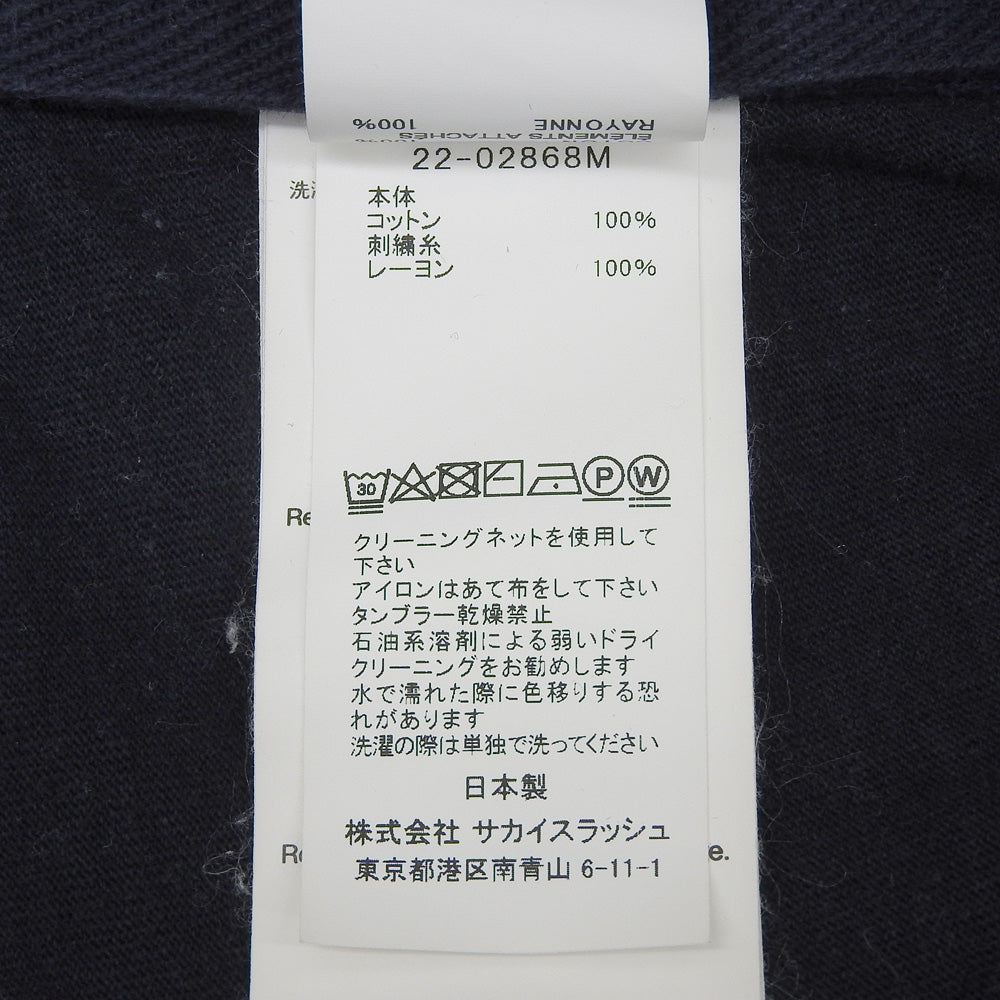 RAYONNE 100%
ÉLÉMENTS ATTACHÉS
22-02868M
本体
コットン 100%
刺繍糸
レーヨン 100%
30 P W
クリーニングネットを使用して
下さい
アイロンはあて布をして下さい
タンブラー乾燥禁止
石油系溶剤による弱いドライ
クリーニングをお勧めします
水で濡れた際に色移りする恐
れがあります
洗濯の際は単独で洗ってください
日本製
株式会社 サカイスラッシュ
東京都港区南青山 6-11-1
Re
e.